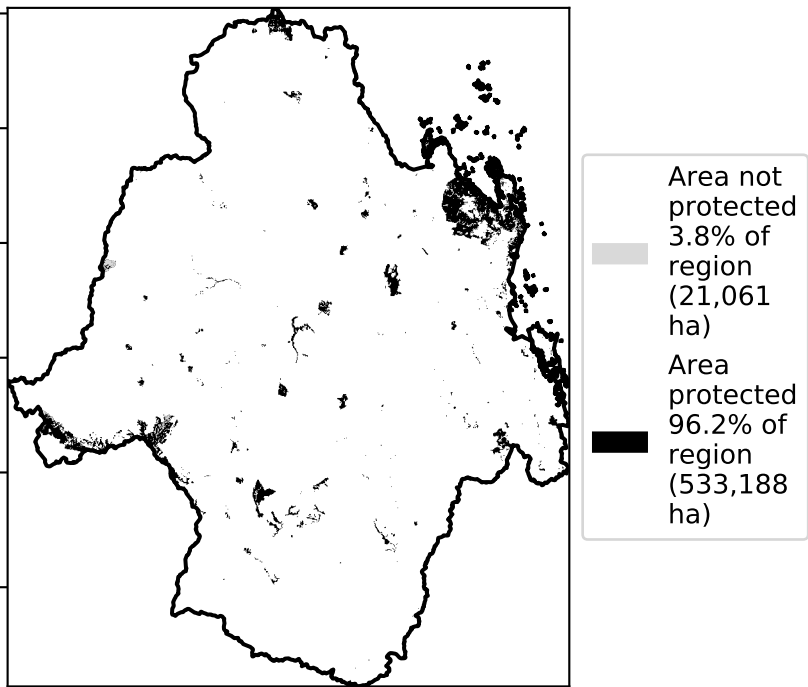 Area not
protected
3.8% of
region
(21,061
ha)
Area
protected
96.2% of
region
(533,188
ha)